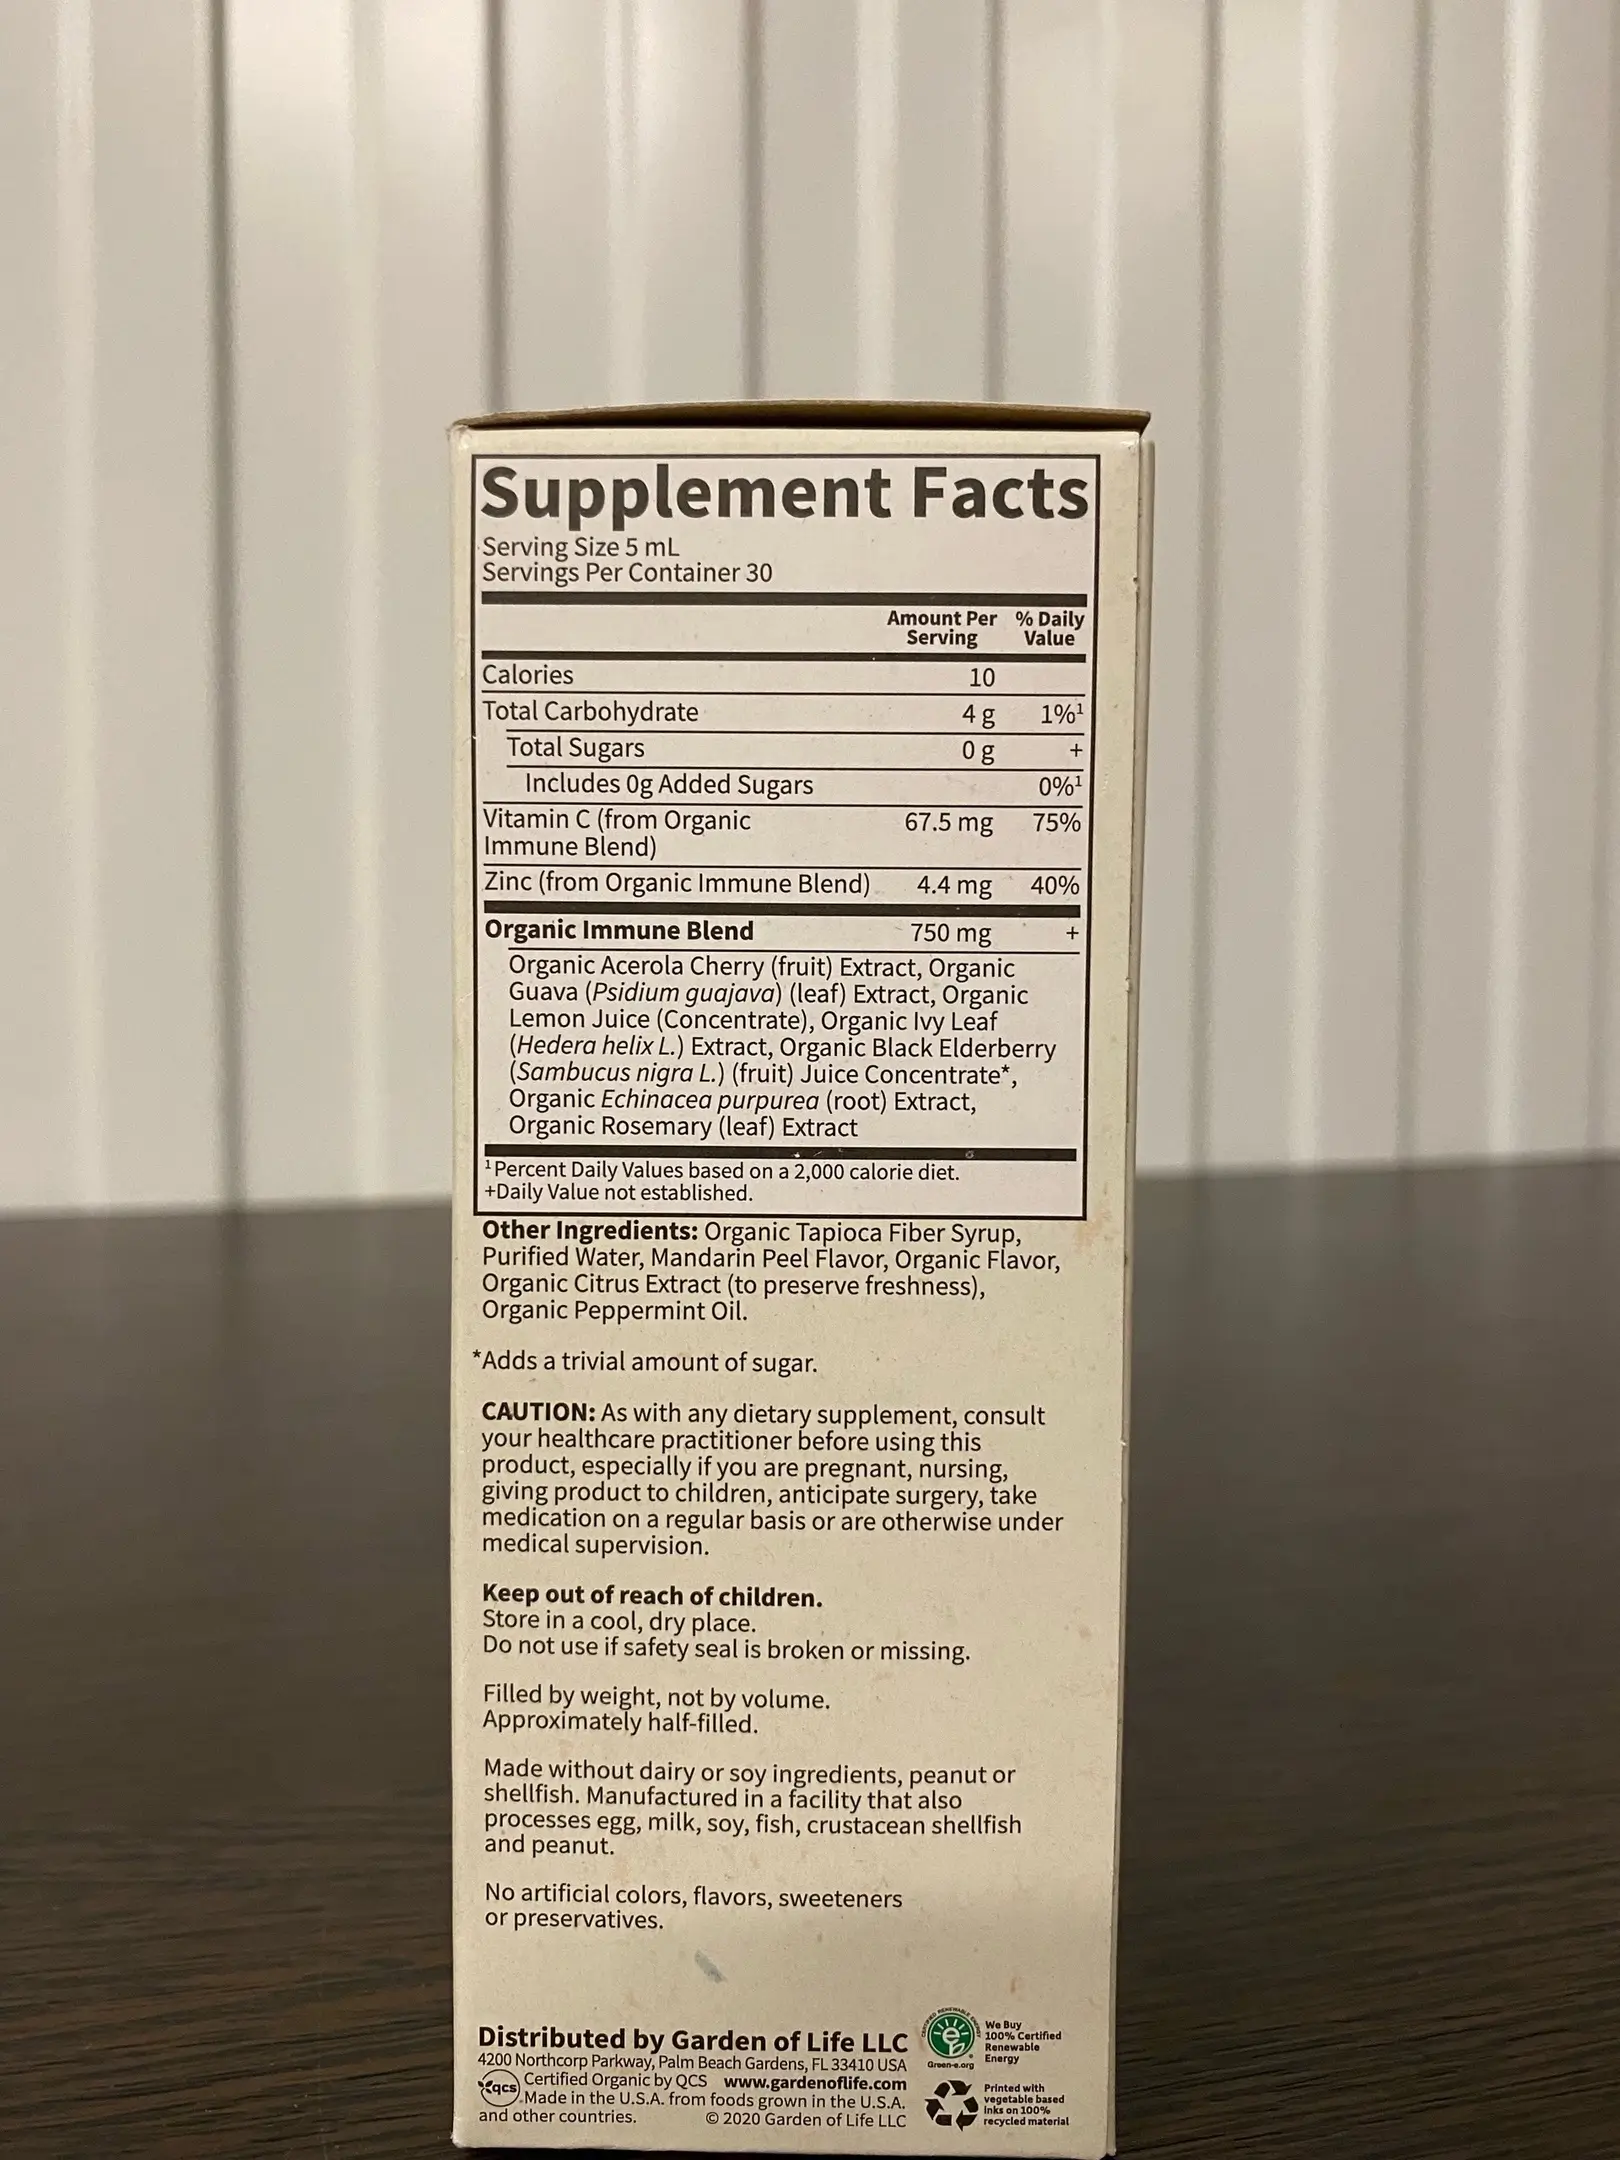 Supplement Facts
Serving Size 5 mL
Servings Per Container 30
Amount Per Serving % Daily Value
Calories 10
Total Carbohydrate 4 g 1%¹
Total Sugars 0 g +
Includes 0g Added Sugars 0%¹
Vitamin C (from Organic 67.5 mg 75%
Immune Blend)
Zinc (from Organic Immune Blend) 4.4 mg 40%
Organic Immune Blend 750 mg +
Organic Acerola Cherry (fruit) Extract, Organic
Guava (Psidium guajava) (leaf) Extract, Organic
Lemon Juice (Concentrate), Organic Ivy Leaf
(Hedera helix L.) Extract, Organic Black Elderberry
(Sambucus nigra L.) (fruit) Juice Concentrate*,
Organic Echinacea purpurea (root) Extract,
Organic Rosemary (leaf) Extract
¹Percent Daily Values based on a 2,000 calorie diet.
+Daily Value not established.
Other Ingredients: Organic Tapioca Fiber Syrup,
Purified Water, Mandarin Peel Flavor, Organic Flavor,
Organic Citrus Extract (to preserve freshness),
Organic Peppermint Oil.
*Adds a trivial amount of sugar.
CAUTION: As with any dietary supplement, consult
your healthcare practitioner before using this
product, especially if you are pregnant, nursing,
giving product to children, anticipate surgery, take
medication on a regular basis or are otherwise under
medical supervision.
Keep out of reach of children.
Store in a cool, dry place.
Do not use if safety seal is broken or missing.
Filled by weight, not by volume.
Approximately half-filled.
Made without dairy or soy ingredients, peanut or
shellfish. Manufactured in a facility that also
processes egg, milk, soy, fish, crustacean shellfish
and peanut.
No artificial colors, flavors, sweeteners
or preservatives.
Distributed by Garden of Life LLC
4200 Northcorp Parkway, Palm Beach Gardens, FL 33410 USA
qcs Certified Organic by QCS www.gardenoflife.com
Made in the U.S.A. from foods grown in the U.S.A.
and other countries. © 2020 Garden of Life LLC
CERTIFIED RENEWABLE ENERGY
e
Green-e.org
We Buy
100% Certified
Renewable
Energy
Printed with
vegetable based
inks on 100%
recycled material